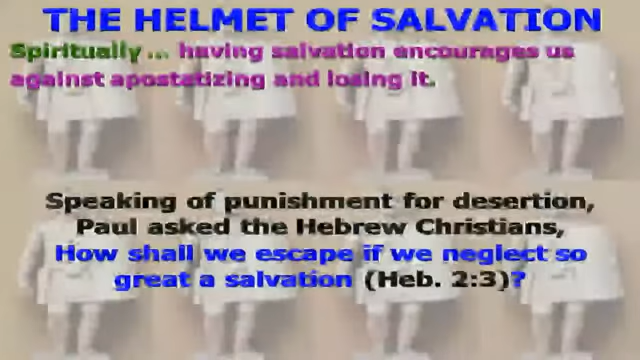 THE HELMET OF SALVATION
Spiritually... having salvation encourages us
against apostatizing and losing it.
Speaking of punishment for desertion,
Paul asked the Hebrew Christians,
How shall we escape if we neglect so
great a salvation (Heb. 2:3)?